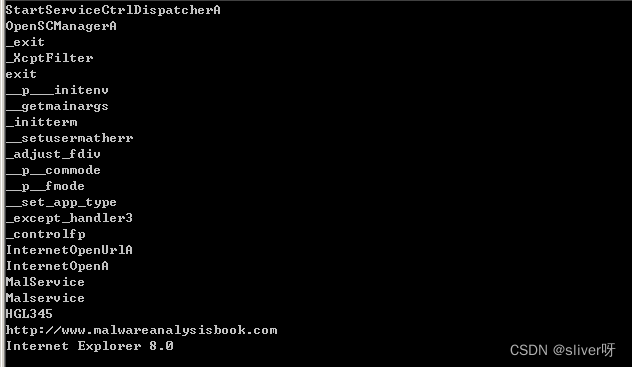 StartServiceCtrlDispatcherA
OpenSCManagerA
_exit
_XcptFilter
exit
__p___initenv
__getmainargs
_initterm
__setusermatherr
_adjust_fdiv
__p__commode
__p__fmode
__set_app_type
_except_handler3
_controlfp
InternetOpenUrlA
InternetOpenA
MalService
Malservice
HGL345
http://www.malwareanalysisbook.com
Internet Explorer 8.0
CSDN @sliver呀